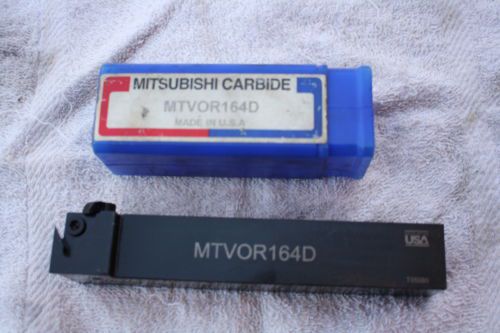 MITSUBISHI CARBIDE
MTVOR164D
MADE IN U.S.A
MTVOR164D
USA